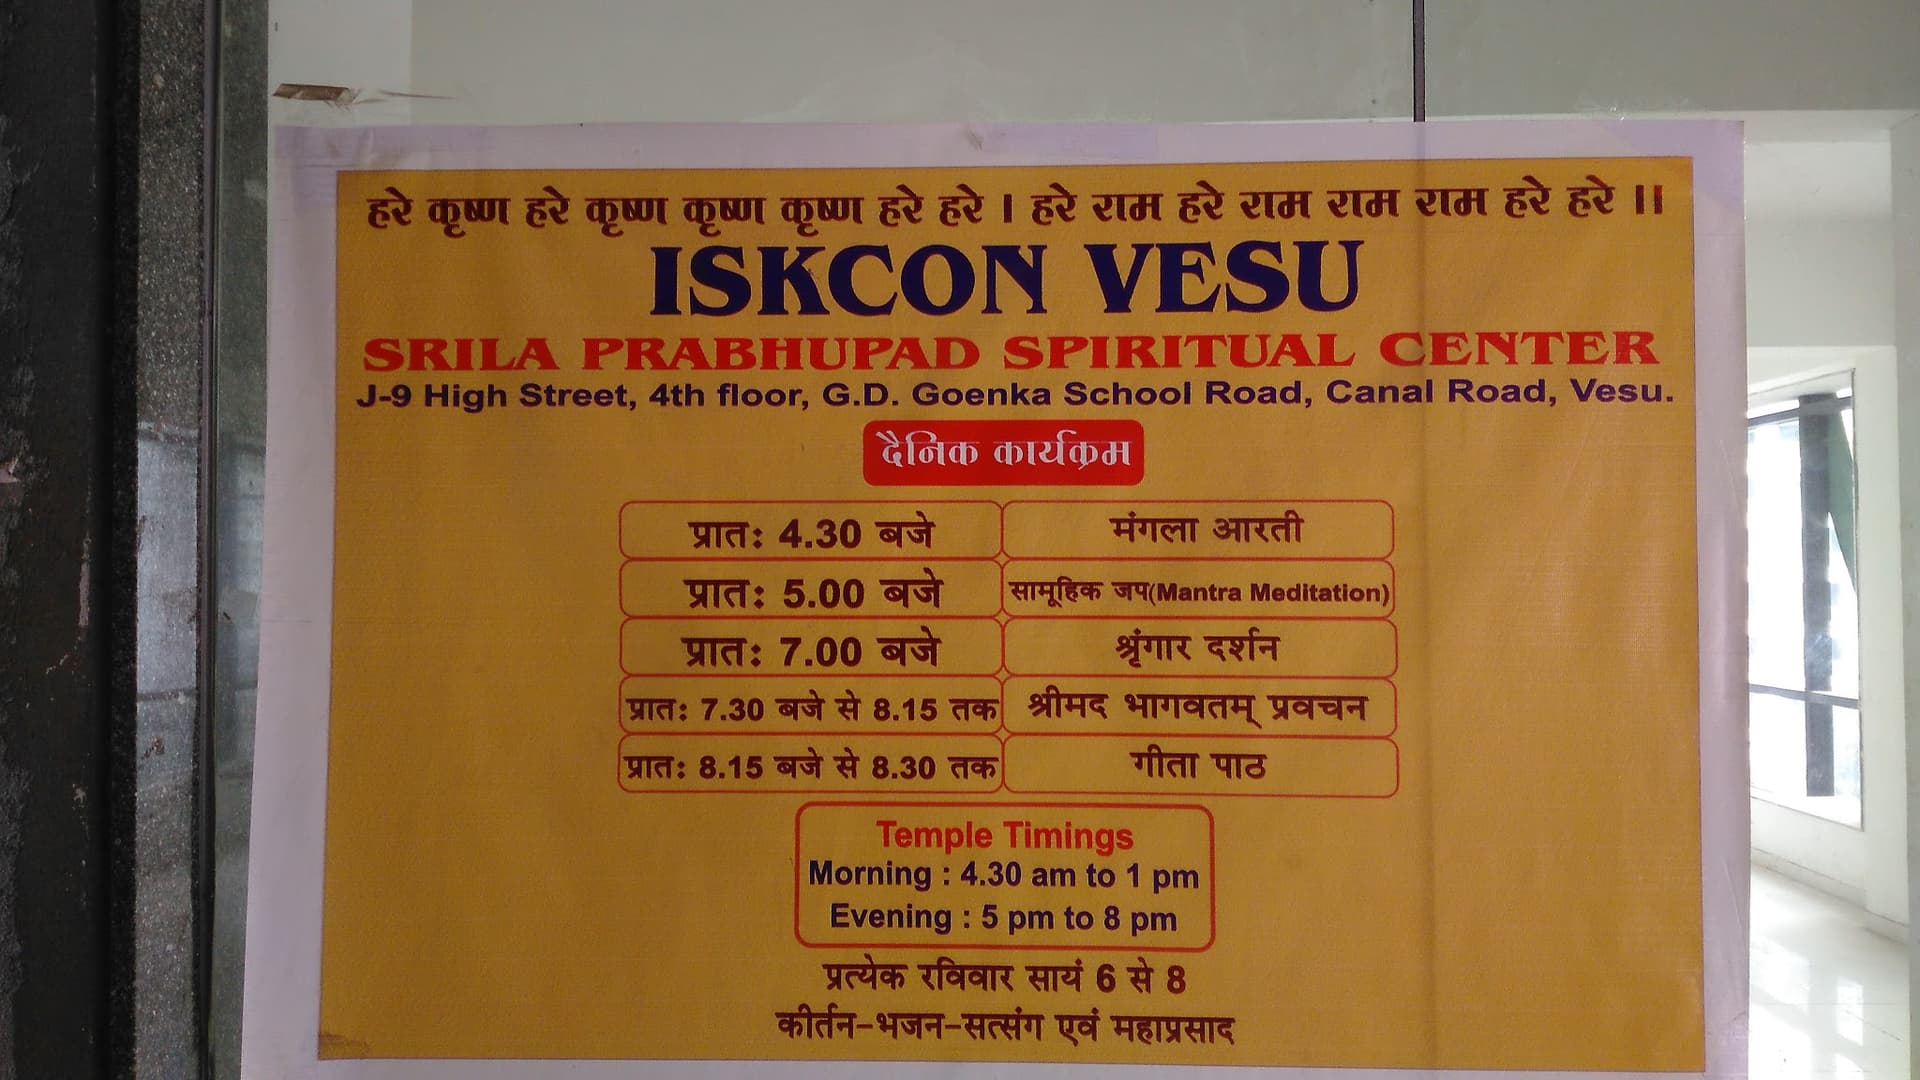 हरे कृष्ण हरे कृष्ण कृष्ण कृष्ण हरे हरे । हरे राम हरे राम राम राम हरे हरे ।।
ISKCON VESU
SRILA PRABHUPAD SPIRITUAL CENTER
J-9 High Street, 4th floor, G.D. Goenka School Road, Canal Road, Vesu.
दैनिक कार्यक्रम
प्रातः 4.30 बजे मंगला आरती
प्रातः 5.00 बजे सामूहिक जप(Mantra Meditation)
प्रातः 7.00 बजे श्रृंगार दर्शन
प्रातः 7.30 बजे से 8.15 तक श्रीमद भागवतम् प्रवचन
प्रातः 8.15 बजे से 8.30 तक गीता पाठ
Temple Timings
Morning : 4.30 am to 1 pm
Evening : 5 pm to 8 pm
प्रत्येक रविवार सायं 6 से 8
कीर्तन-भजन-सत्संग एवं महाप्रसाद